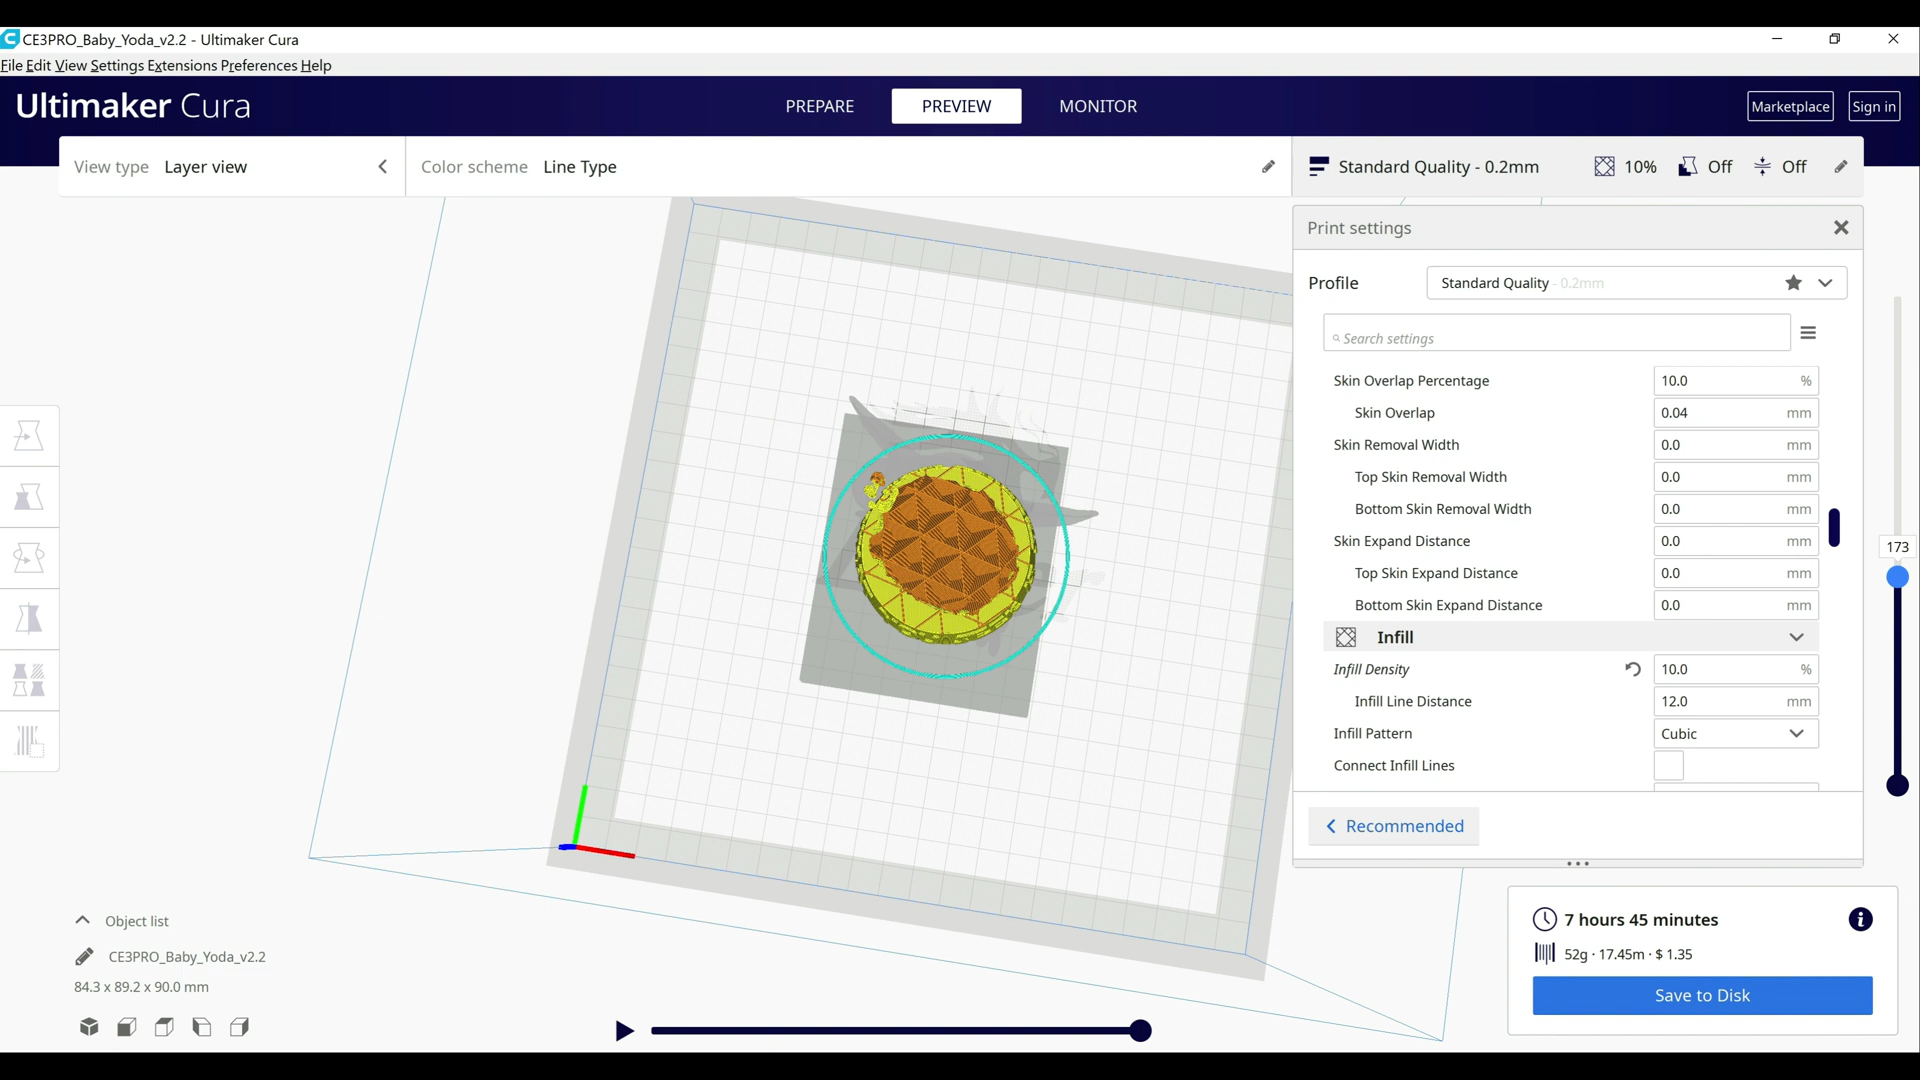 CE3PRO_Baby_Yoda_v2.2 - Ultimaker Cura
File Edit View Settings Extensions Preferences Help
Ultimaker Cura
PREPARE
PREVIEW
MONITOR
Marketplace
Sign in
View type Layer view
Color scheme Line Type
Standard Quality - 0.2mm
10%
Off
Off
Print settings
Profile
Standard Quality - 0.2mm
Search settings
Skin Overlap Percentage 10.0 %
Skin Overlap 0.04 mm
Skin Removal Width 0.0 mm
Top Skin Removal Width 0.0 mm
Bottom Skin Removal Width 0.0 mm
Skin Expand Distance 0.0 mm
Top Skin Expand Distance 0.0 mm
Bottom Skin Expand Distance 0.0 mm
Infill
Infill Density 10.0 %
Infill Line Distance 12.0 mm
Infill Pattern Cubic
Connect Infill Lines
Recommended
173
7 hours 45 minutes
52g · 17.45m · $ 1.35
Save to Disk
Object list
CE3PRO_Baby_Yoda_v2.2
84.3 x 89.2 x 90.0 mm